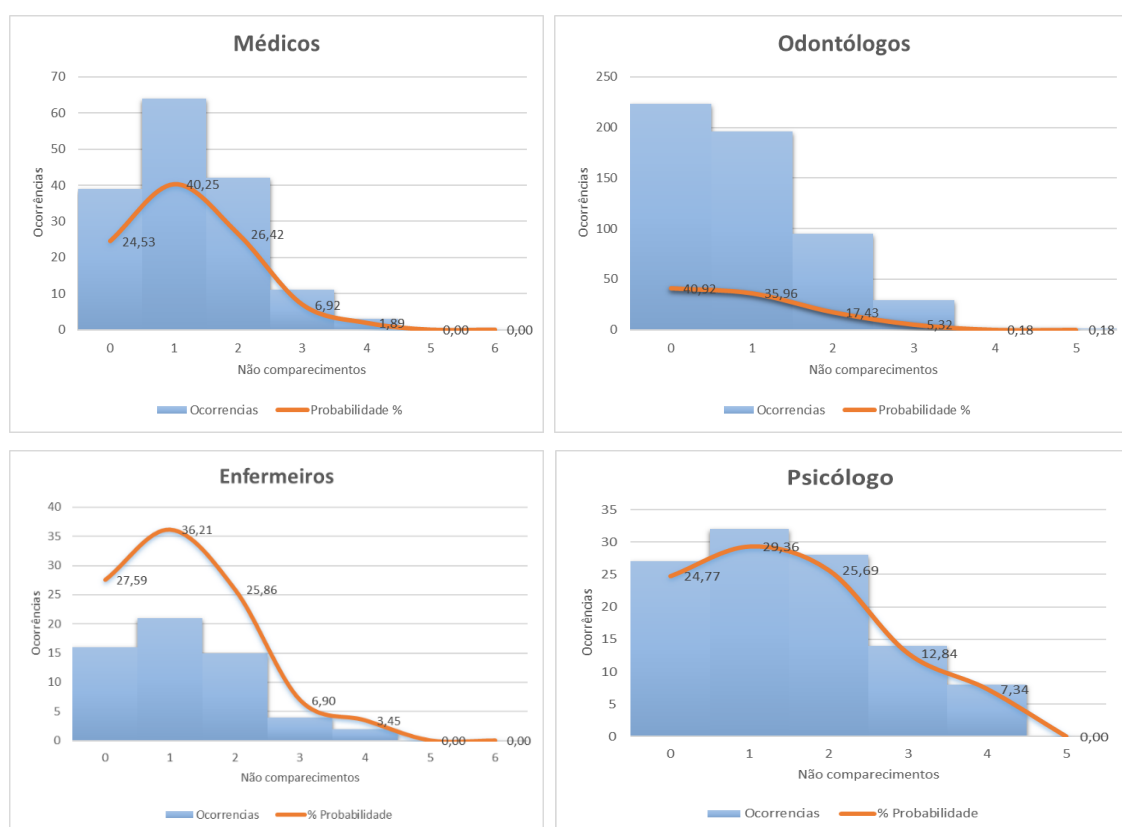 Médicos
70
60
50
40
30
20
10
0
Ocorrências
24,53
40,25
26,42
6,92
1,89
0,00
0,00
0 1 2 3 4 5 6
Não comparecimentos
Ocorrencias Probabilidade %
Odontólogos
250
200
150
100
50
0
Ocorrências
40,92
35,96
17,43
5,32
0,18
0,18
0 1 2 3 4 5
Não comparecimentos
Ocorrencias Probabilidade %
Enfermeiros
40
35
30
25
20
15
10
5
0
Ocorrências
27,59
36,21
25,86
6,90
3,45
0,00
0,00
0 1 2 3 4 5 6
Não comparecimentos
Ocorrencias % Probabilidade
Psicólogo
35
30
25
20
15
10
5
0
Ocorrências
24,77
29,36
25,69
12,84
7,34
0,00
0 1 2 3 4 5
Não comparecimentos
Ocorrencias % Probabilidade